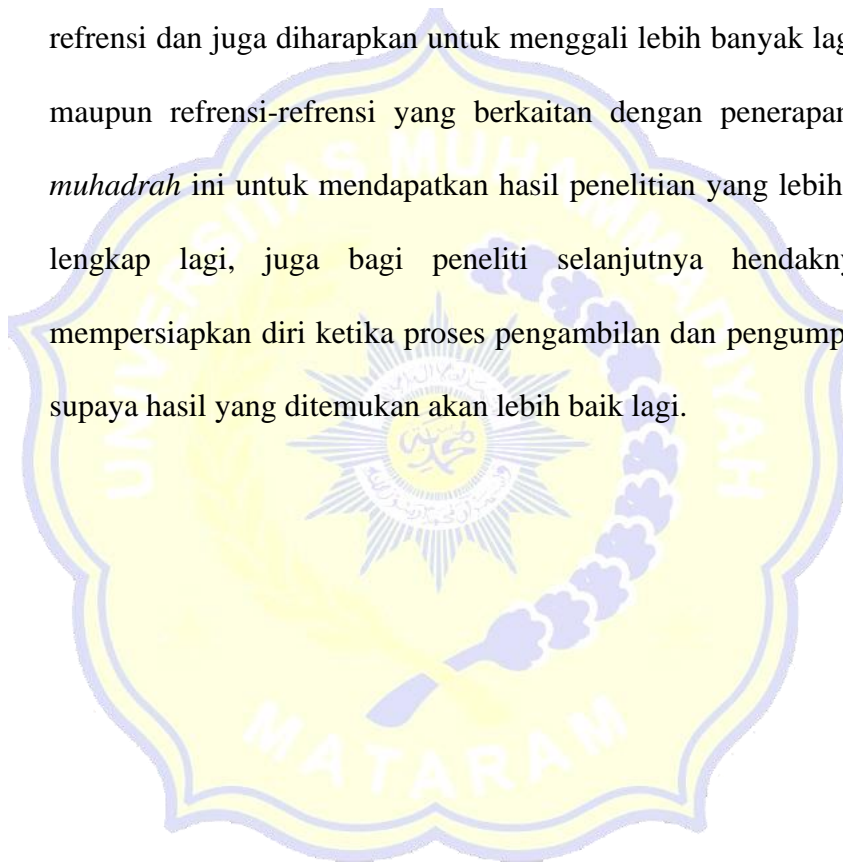 refrensi dan juga diharapkan untuk menggali lebih banyak lag
maupun refrensi-refrensi yang berkaitan dengan penerapan
muhadrah ini untuk mendapatkan hasil penelitian yang lebih
lengkap lagi, juga bagi peneliti selanjutnya hendakny
mempersiapkan diri ketika proses pengambilan dan pengump
supaya hasil yang ditemukan akan lebih baik lagi.
UNIVERSITAS MUHAMMADIYAH
MATARAM